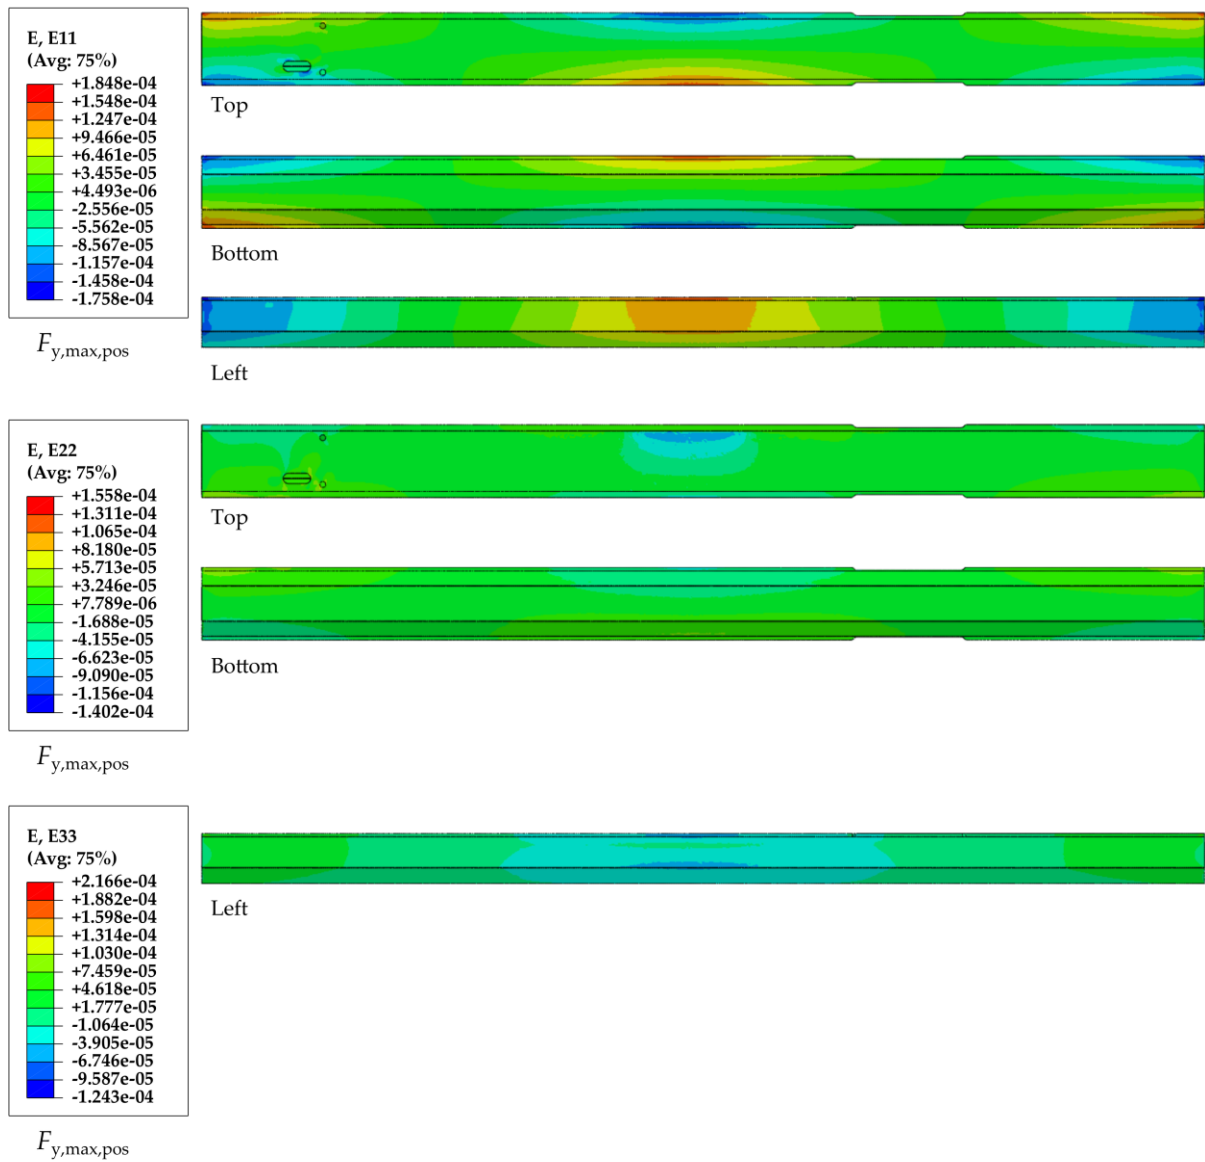 E, E11
(Avg: 75%)
+1.848e-04
+1.548e-04
+1.247e-04
+9.466e-05
+6.461e-05
+3.455e-05
+4.493e-06
-2.556e-05
-5.562e-05
-8.567e-05
-1.157e-04
-1.458e-04
-1.758e-04
F y,max,pos
Top
Bottom
Left
E, E22
(Avg: 75%)
+1.558e-04
+1.311e-04
+1.065e-04
+8.180e-05
+5.713e-05
+3.246e-05
+7.789e-06
-1.688e-05
-4.155e-05
-6.623e-05
-9.090e-05
-1.156e-04
-1.402e-04
F y,max,pos
Top
Bottom
E, E33
(Avg: 75%)
+2.166e-04
+1.882e-04
+1.598e-04
+1.314e-04
+1.030e-04
+7.459e-05
+4.618e-05
+1.777e-05
-1.064e-05
-3.905e-05
-6.746e-05
-9.587e-05
-1.243e-04
F y,max,pos
Left